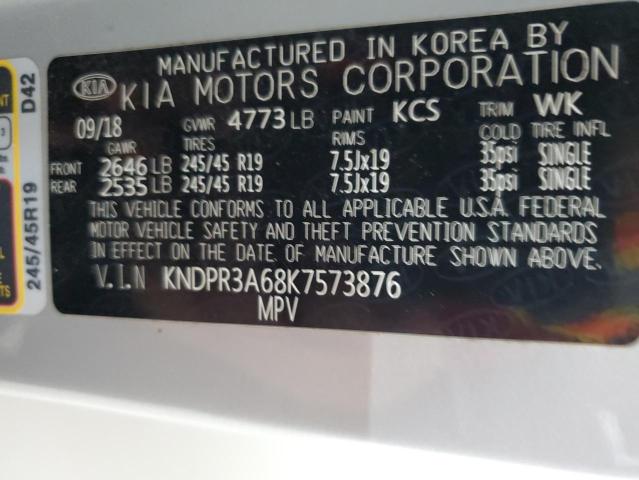 MANUFACTURED IN KOREA BY
KIA KIA MOTORS CORPORATION
09/18 GVWR 4773 LB PAINT KCS TRIM WK
GAWR TIRES RIMS COLD TIRE INFL
FRONT 2646 LB 245/45 R19 7.5Jx19 35psi SINGLE
REAR 2535 LB 245/45 R19 7.5Jx19 35psi SINGLE
THIS VEHICLE CONFORMS TO ALL APPLICABLE U.S.A. FEDERAL
MOTOR VEHICLE SAFETY AND THEFT PREVENTION STANDARDS
IN EFFECT ON THE DATE OF MANUFACTURE SHOWN ABOVE.
V.I.N KNDPR3A68K7573876
MPV
245/45R19 D42
3